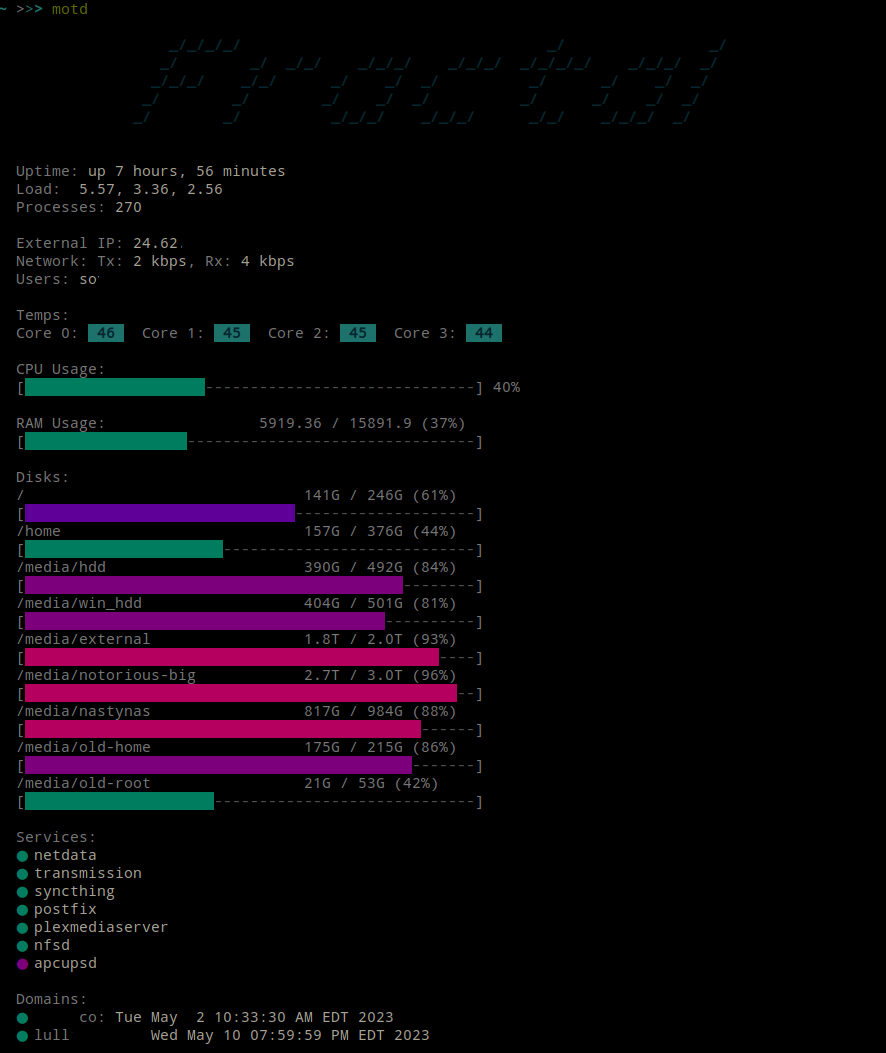 ~ >>> motd
Fractal
Uptime: up 7 hours, 56 minutes
Load:  5.57, 3.36, 2.56
Processes: 270
External IP: 24.62.
Network: Tx: 2 kbps, Rx: 4 kbps
Users: so
Temps:
Core 0: 46 Core 1: 45 Core 2: 45 Core 3: 44
CPU Usage:
[--------------------] 40%
RAM Usage: 5919.36 / 15891.9 (37%)
[--------------------------------]
Disks:
/ 141G / 246G (61%)
[--------------------]
/home 157G / 376G (44%)
[----------------------------]
/media/hdd 390G / 492G (84%)
[--------]
/media/win_hdd 404G / 501G (81%)
[----------]
/media/external 1.8T / 2.0T (93%)
[----]
/media/notorious-big 2.7T / 3.0T (96%)
[--]
/media/nastynas 817G / 984G (88%)
[------]
/media/old-home 175G / 215G (86%)
[-------]
/media/old-root 21G / 53G (42%)
[-----------------------------]
Services:
● netdata
● transmission
● syncthing
● postfix
● plexmediaserver
● nfsd
● apcupsd
Domains:
● co: Tue May  2 10:33:30 AM EDT 2023
● lull Wed May 10 07:59:59 PM EDT 2023